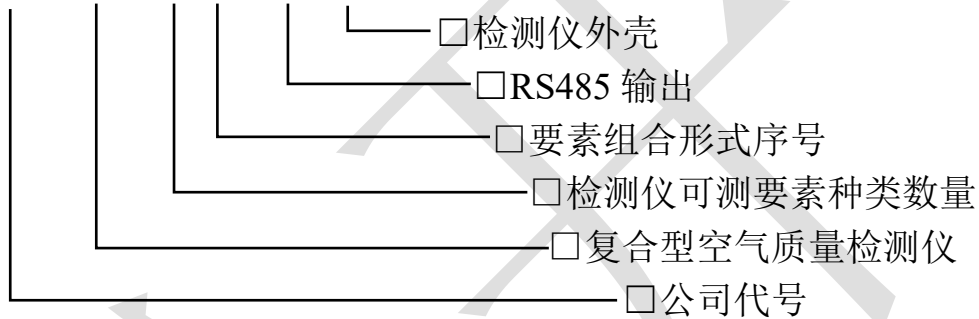 □检测仪外壳
□RS485 输出
□要素组合形式序号
□检测仪可测要素种类数量
□复合型空气质量检测仪
□公司代号